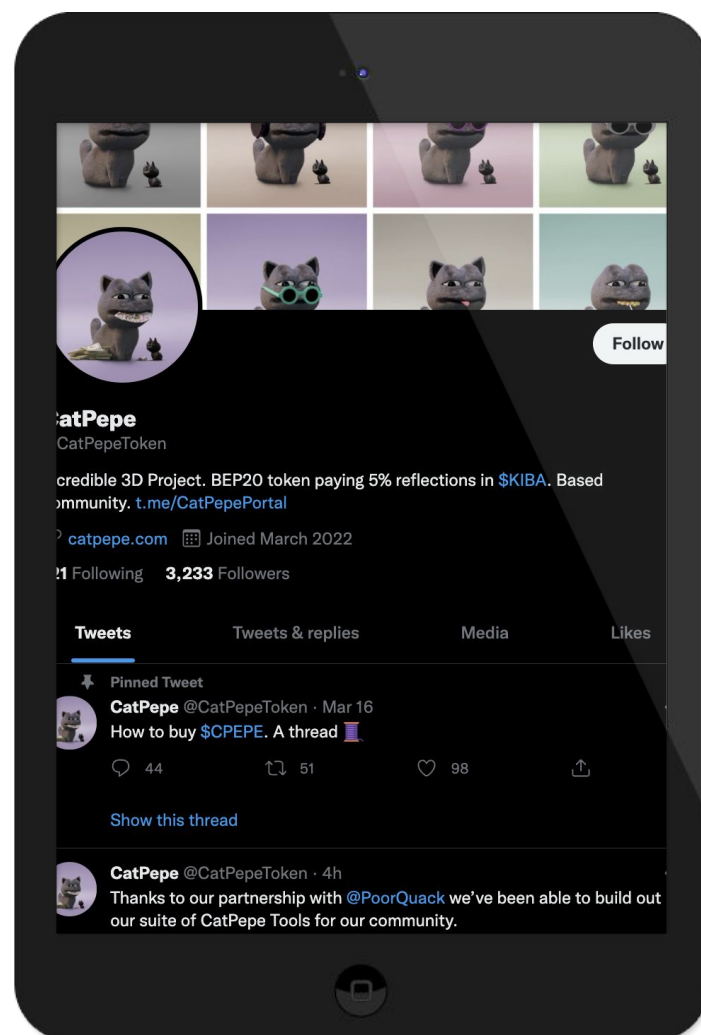 Follow
atPepe
CatPepeToken
credible 3D Project. BEP20 token paying 5% reflections in $KIBA. Based
ommunity. t.me/CatPepePortal
catpepe.com Joined March 2022
21 Following 3,233 Followers
Tweets Tweets & replies Media Likes
Pinned Tweet
CatPepe @CatPepeToken · Mar 16
How to buy $CPEPE. A thread 🧵
44 51 98
Show this thread
CatPepe @CatPepeToken · 4h
Thanks to our partnership with @PoorQuack we've been able to build out
our suite of CatPepe Tools for our community.